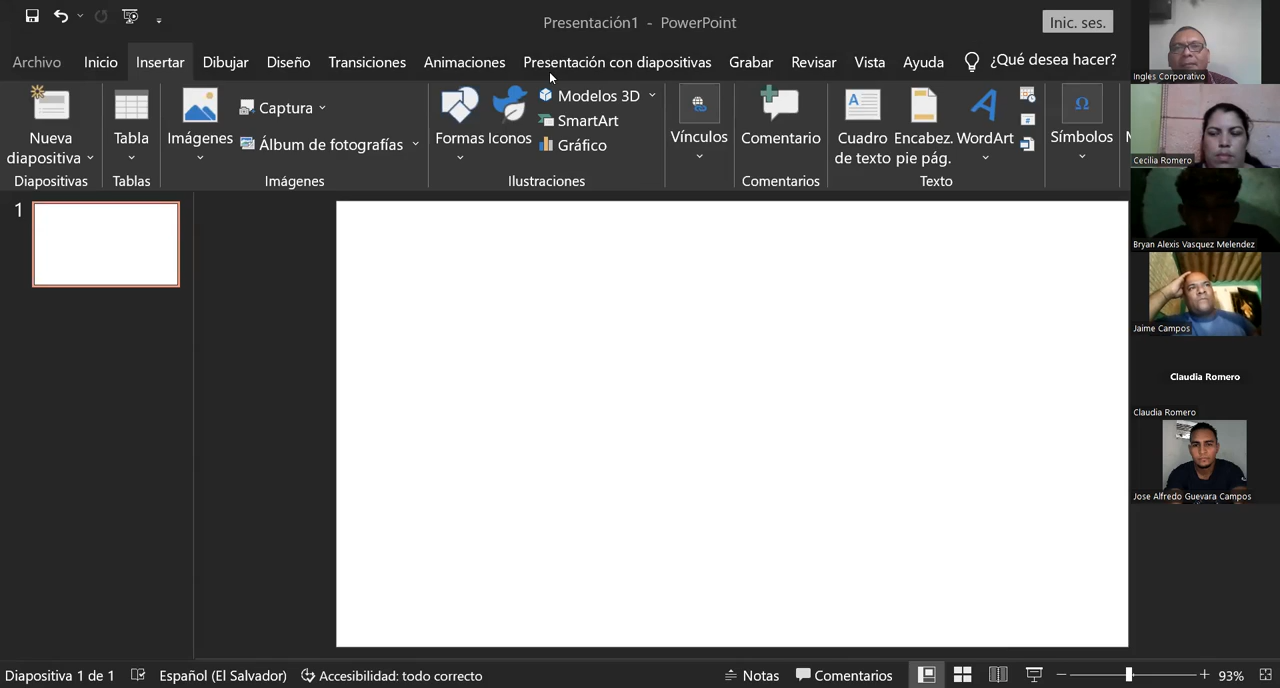 Presentación1 - PowerPoint
Inic. ses.
Archivo Inicio Insertar Dibujar Diseño Transiciones Animaciones Presentación con diapositivas Grabar Revisar Vista Ayuda ¿Qué desea hacer?
Nueva diapositiva
Diapositivas
Tabla
Tablas
Imágenes
Captura
Álbum de fotografías
Imágenes
Formas
Iconos
Modelos 3D
SmartArt
Gráfico
Ilustraciones
Vínculos
Comentario
Comentarios
Cuadro de texto
Encabez. pie pág.
WordArt
Texto
Símbolos
1
Ingles Corporativo
Cecilia Romero
Bryan Alexis Vasquez Melendez
Jaime Campos
Claudia Romero
Claudia Romero
Jose Alfredo Guevara Campos
Diapositiva 1 de 1 Español (El Salvador) Accesibilidad: todo correcto Notas Comentarios 93%